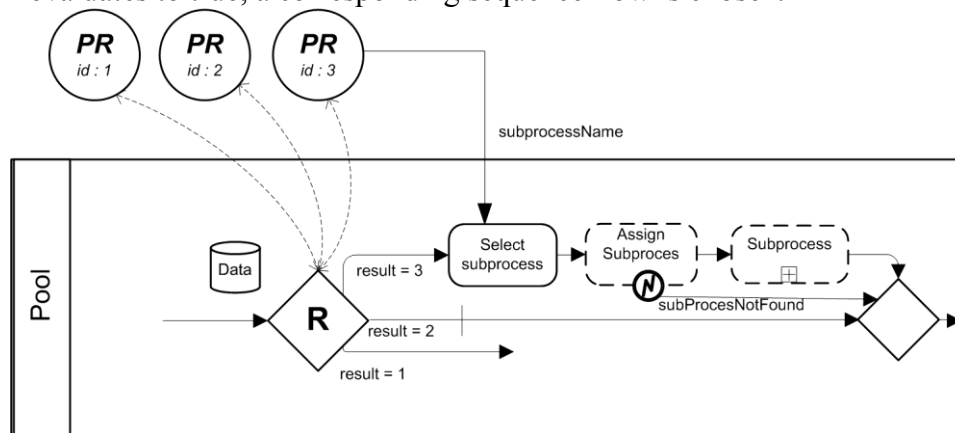 evaluates to true, a corresponding sequence flow is chosen.
PR
id : 1
PR
id : 2
PR
id : 3
subprocessName
Pool
Data
R
result = 3
result = 2
result = 1
Select
subprocess
Assign
Subproces
Subprocess
subProcesNotFound